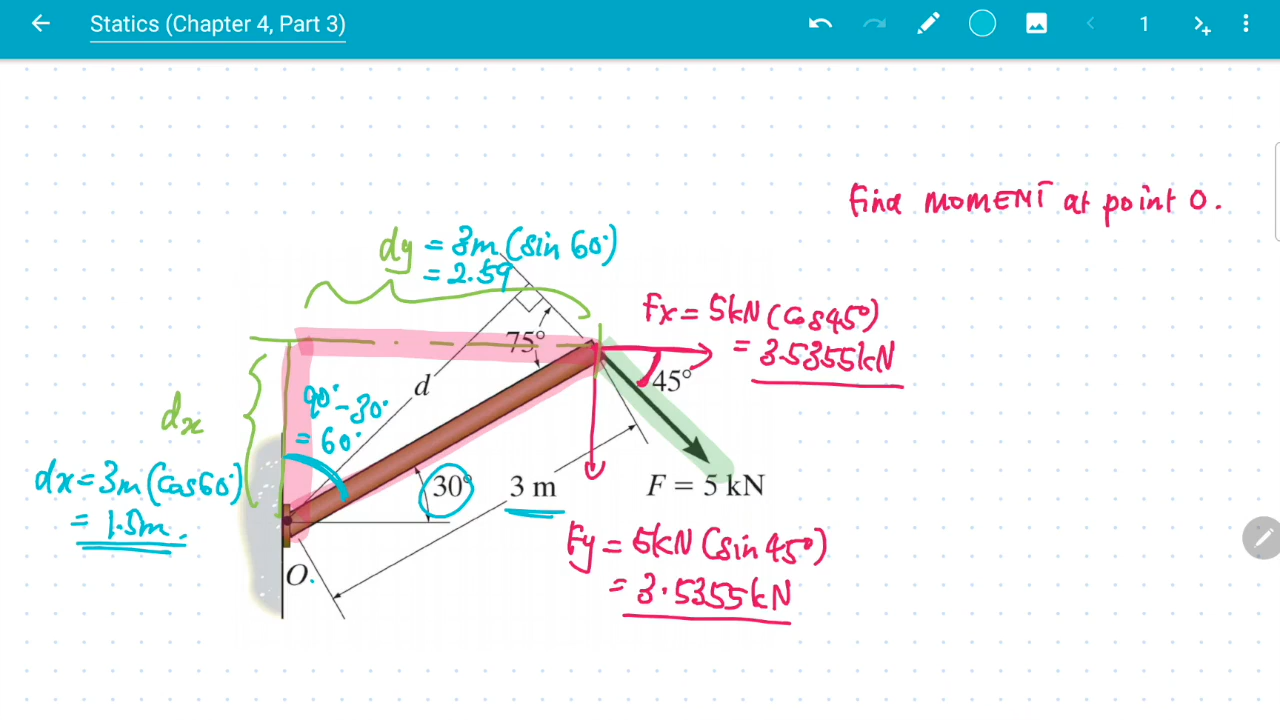 Statics (Chapter 4, Part 3)
1
Find MOMENT at point O.
dy = 3m (sin 60°)
= 2.59
Fx = 5kN (Cos45°)
= 3.5355kN
75°
45°
d
90° - 30°
= 60°
dx
dx = 3m (Cos60°)
= 1.5m.
30°
3 m
F = 5 kN
Fy = 5kN (sin 45°)
= 3.5355kN
O.